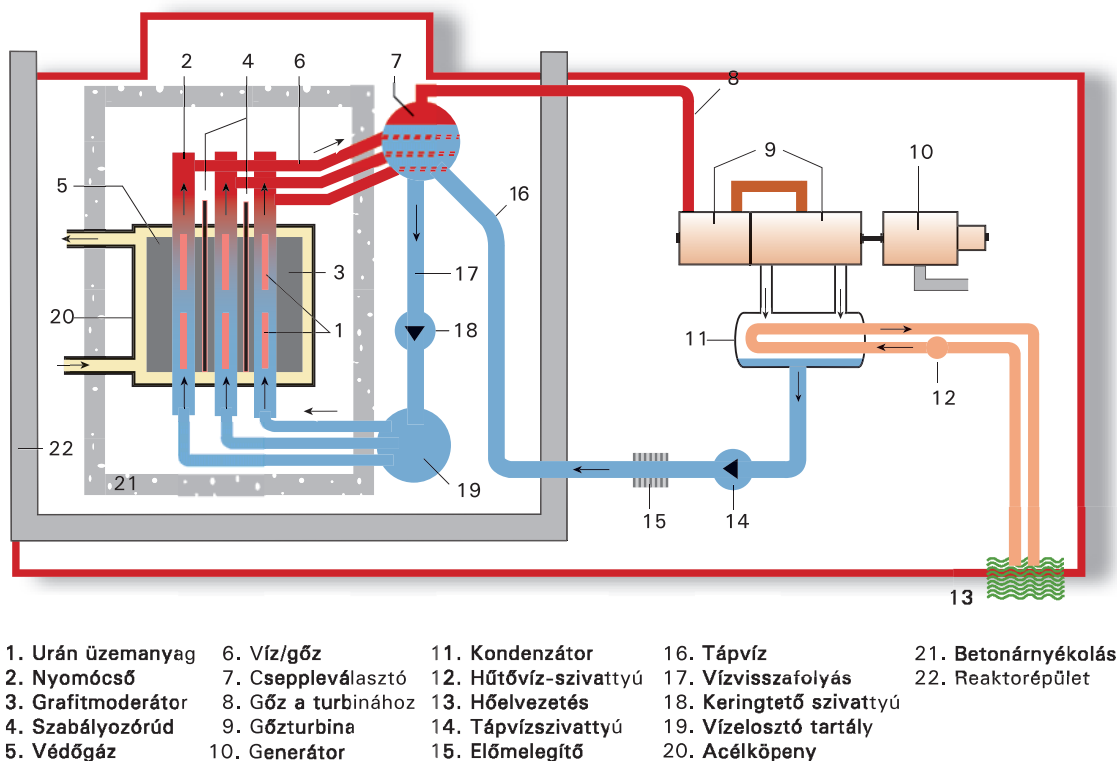 2
4
6
7
8
9
10
5
16
3
17
20
1
18
11
12
22
21
19
15
14
13
1. Urán üzemanyag
2. Nyomócső
3. Grafitmoderátor
4. Szabályozórúd
5. Védőgáz
6. Víz/gőz
7. Cseppleválasztó
8. Gőz a turbinához
9. Gőzturbina
10. Generátor
11. Kondenzátor
12. Hűtővíz-szivattyú
13. Hőelvezetés
14. Tápvízszivattyú
15. Előmelegítő
16. Tápvíz
17. Vízvisszafolyás
18. Keringtető szivattyú
19. Vízelosztó tartály
20. Acélköpeny
21. Betonárnyékolás
22. Reaktorépület